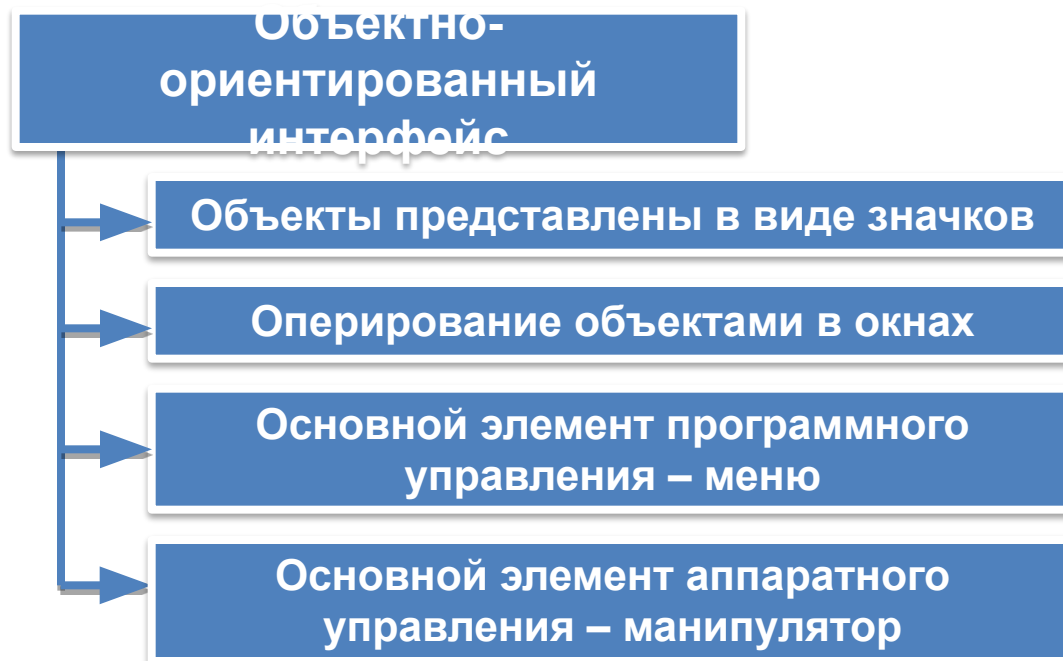 Объектно-
ориентированный
интерфейс
Объекты представлены в виде значков
Оперирование объектами в окнах
Основной элемент программного
управления – меню
Основной элемент аппаратного
управления – манипулятор